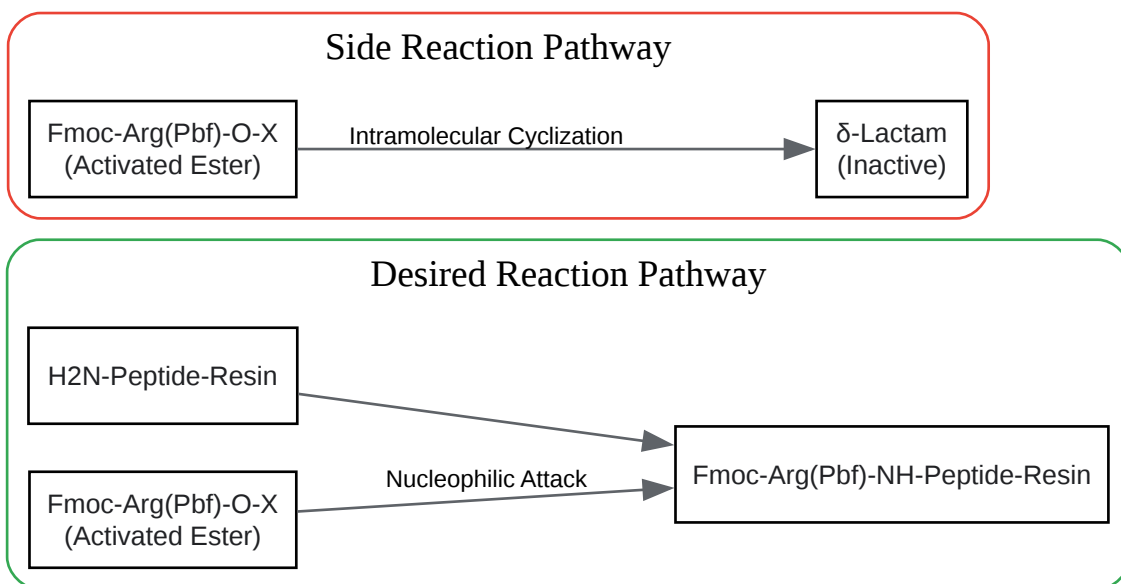 Side Reaction Pathway
Fmoc-Arg(Pbf)-O-X
(Activated Ester)
Intramolecular Cyclization
δ-Lactam
(Inactive)
Desired Reaction Pathway
H2N-Peptide-Resin
Fmoc-Arg(Pbf)-O-X
(Activated Ester)
Nucleophilic Attack
Fmoc-Arg(Pbf)-NH-Peptide-Resin